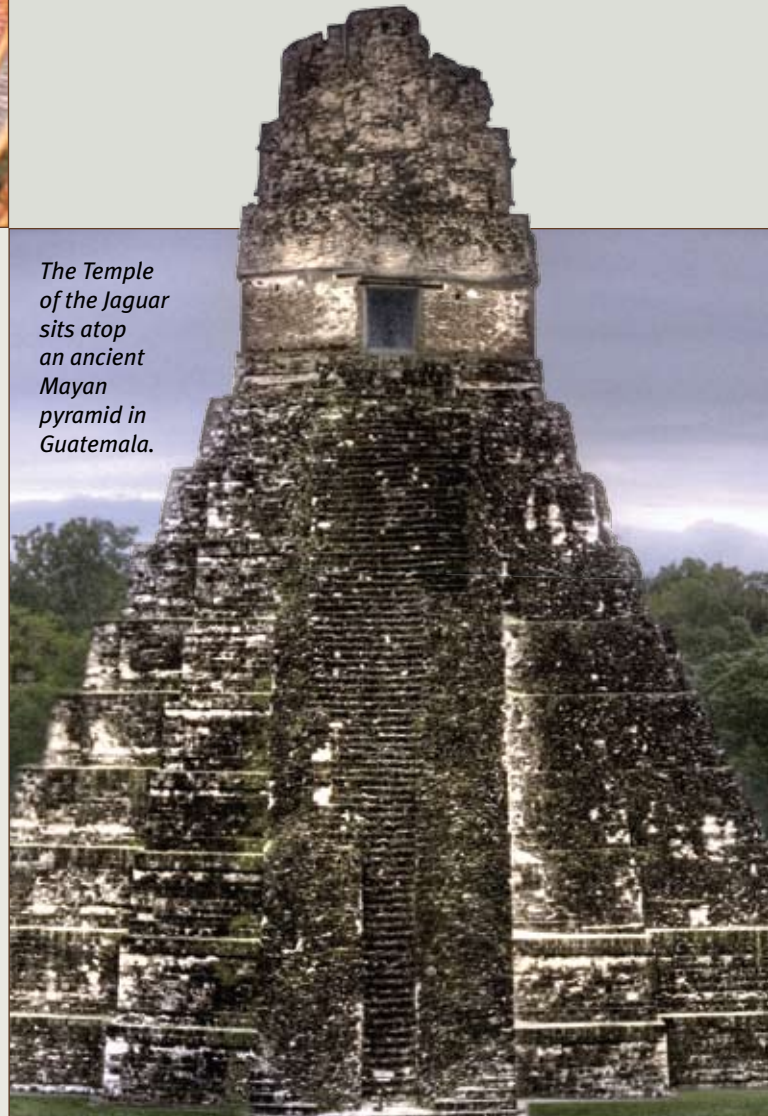 The Temple
of the Jaguar
sits atop
an ancient
Mayan
pyramid in
Guatemala.